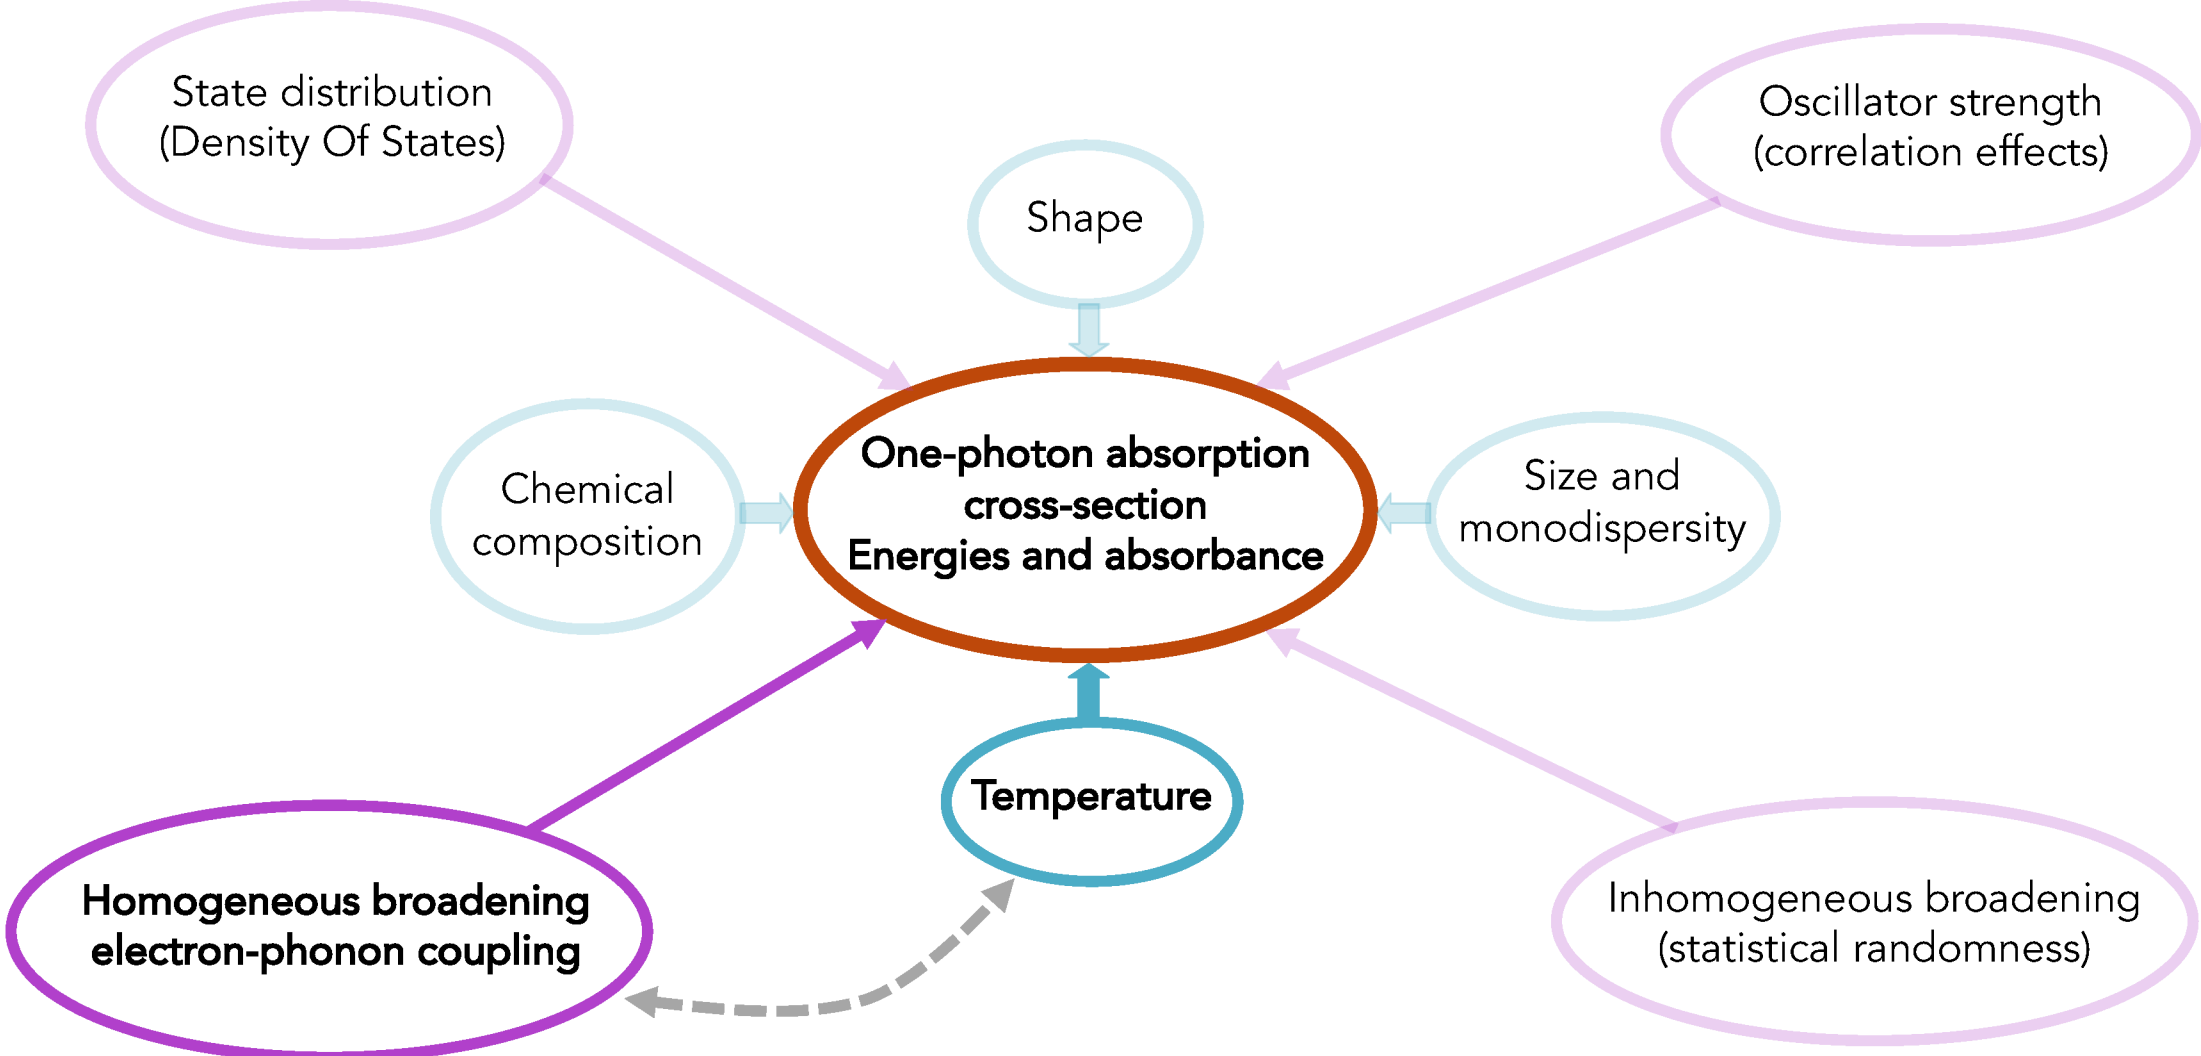 State distribution
(Density Of States)
Oscillator strength
(correlation effects)
Shape
Chemical
composition
One-photon absorption
cross-section
Energies and absorbance
Size and
monodispersity
Temperature
Homogeneous broadening
electron-phonon coupling
Inhomogeneous broadening
(statistical randomness)